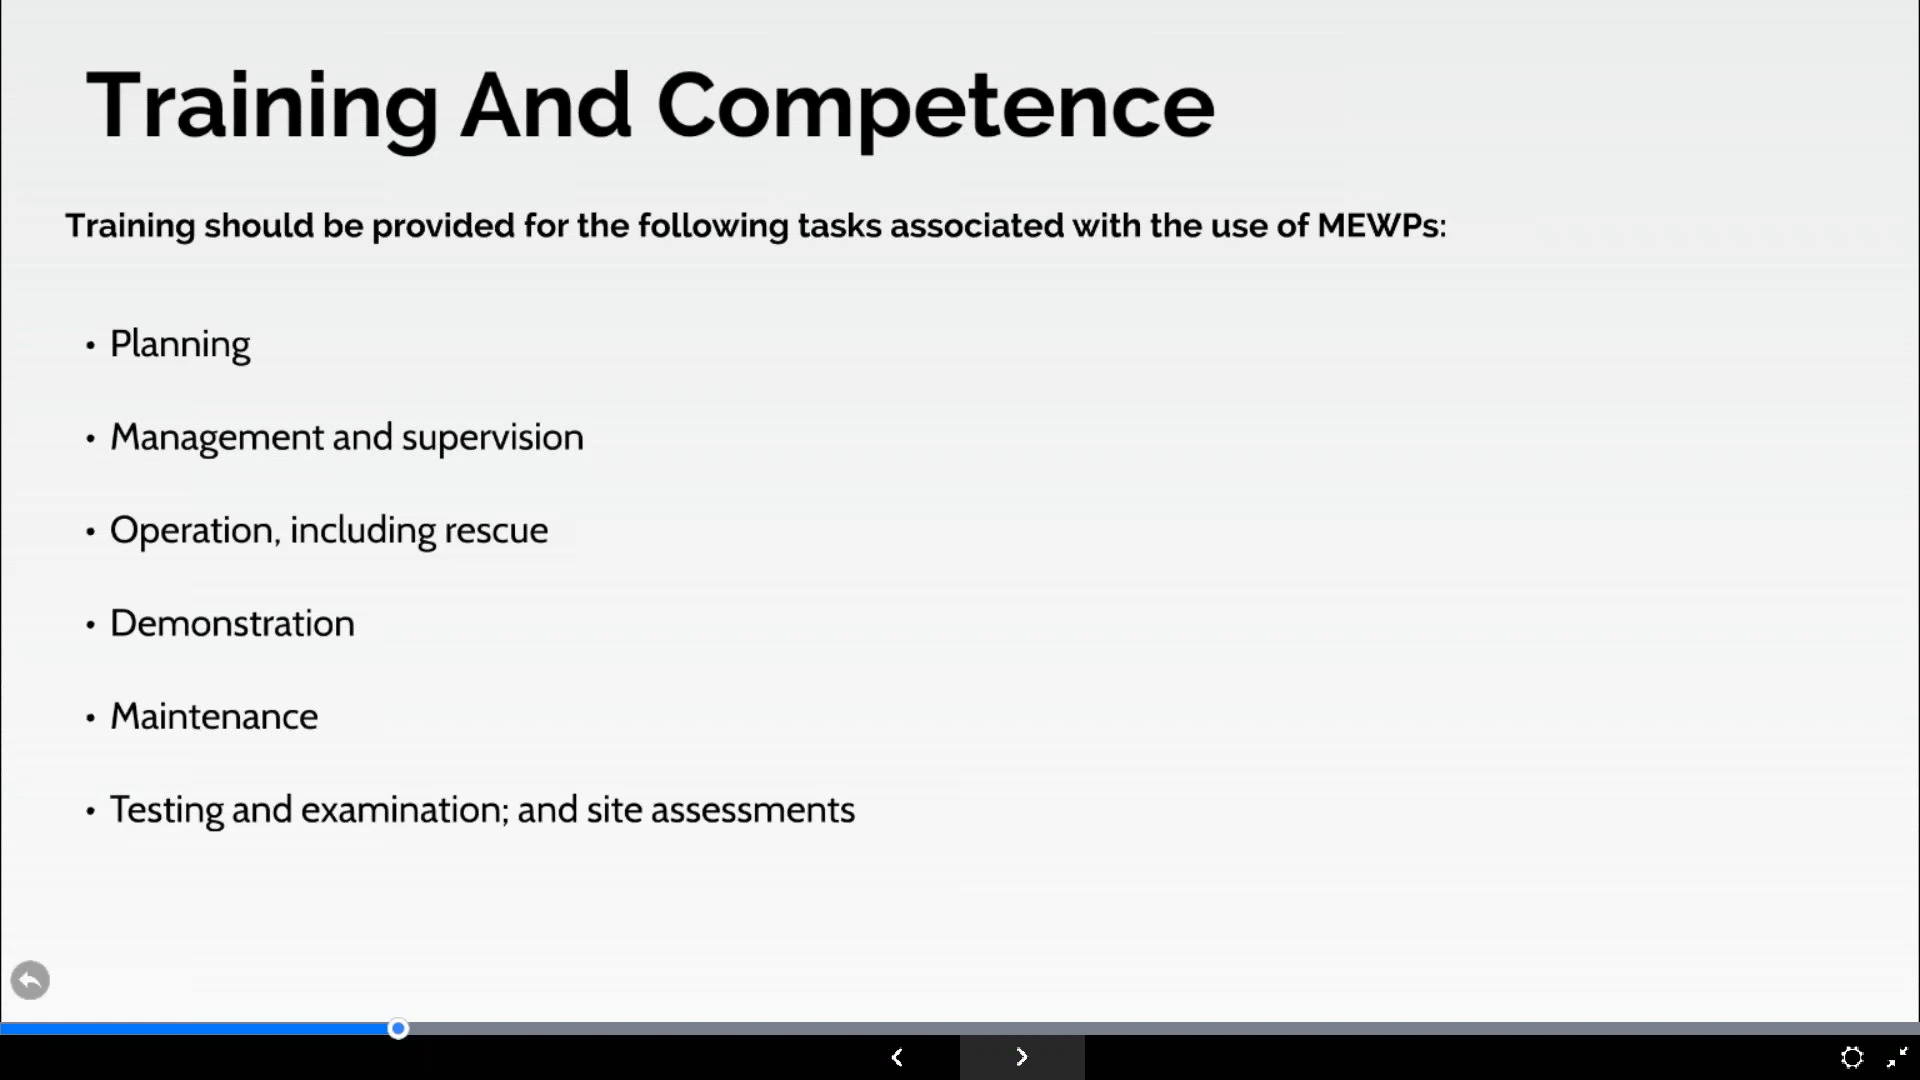 Training And Competence
Training should be provided for the following tasks associated with the use of MEWPs:
• Planning
• Management and supervision
• Operation, including rescue
• Demonstration
• Maintenance
• Testing and examination; and site assessments